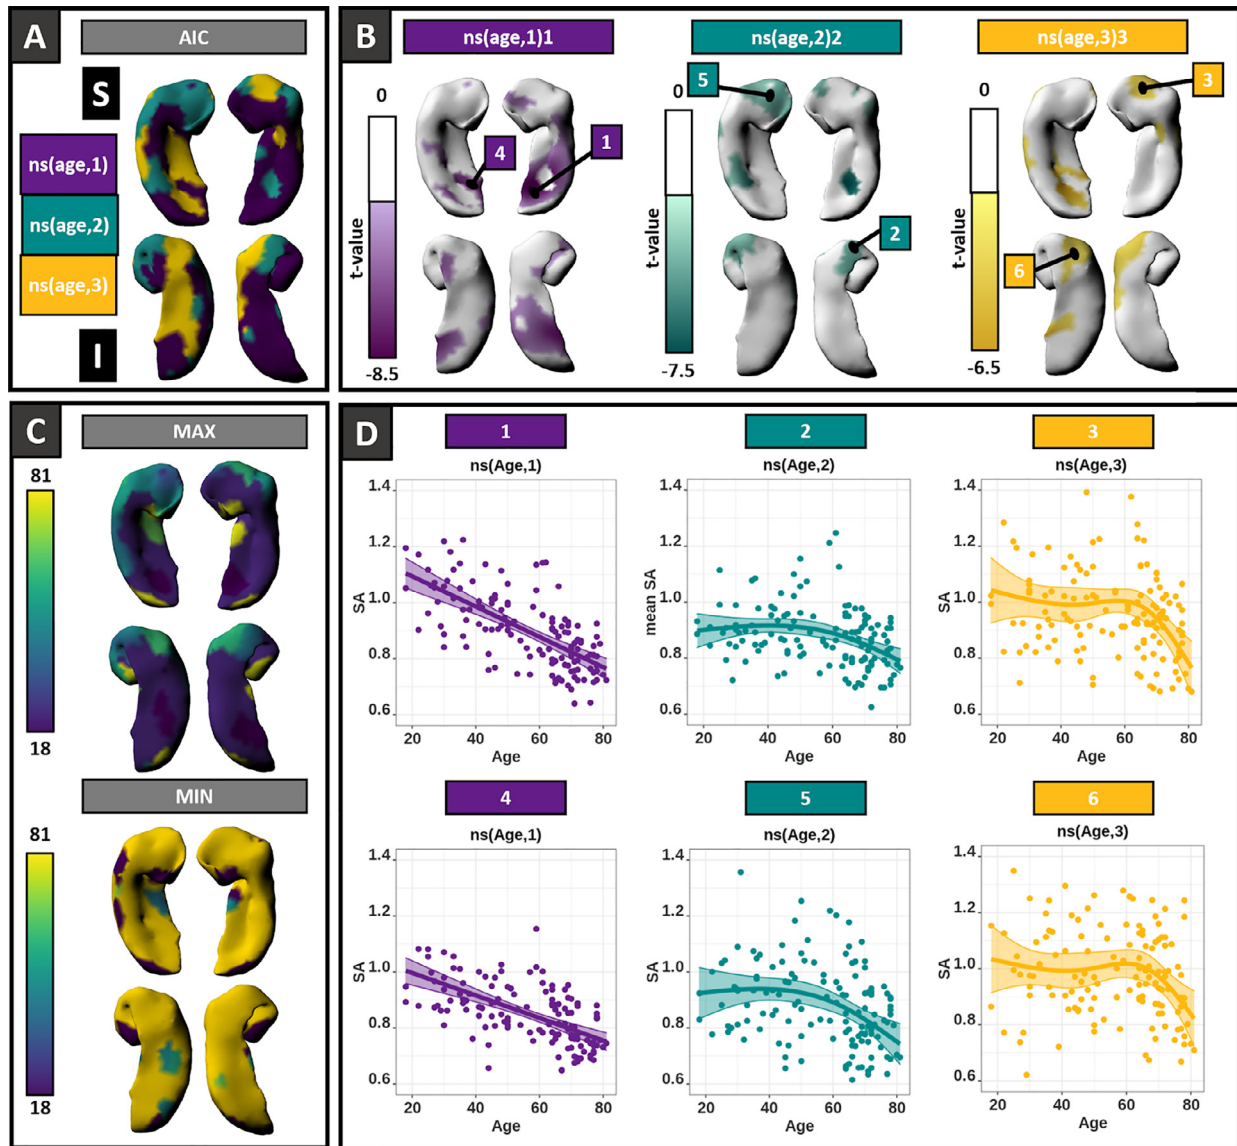 A
AIC
S
ns(age,1)
ns(age,2)
ns(age,3)
I
B
ns(age,1)1
ns(age,2)2
ns(age,3)3
0
t-value
-8.5
4
1
0
t-value
-7.5
5
2
0
t-value
-6.5
3
6
C
MAX
81
18
MIN
81
18
D
1
ns(Age,1)
SA
1.4
1.2
1.0
0.8
0.6
20 40 60 80
Age
2
ns(Age,2)
mean SA
1.4
1.2
1.0
0.8
0.6
20 40 60 80
Age
3
ns(Age,3)
SA
1.4
1.2
1.0
0.8
0.6
20 40 60 80
Age
4
ns(Age,1)
SA
1.4
1.2
1.0
0.8
0.6
20 40 60 80
Age
5
ns(Age,2)
SA
1.4
1.2
1.0
0.8
0.6
20 40 60 80
Age
6
ns(Age,3)
SA
1.4
1.2
1.0
0.8
0.6
20 40 60 80
Age